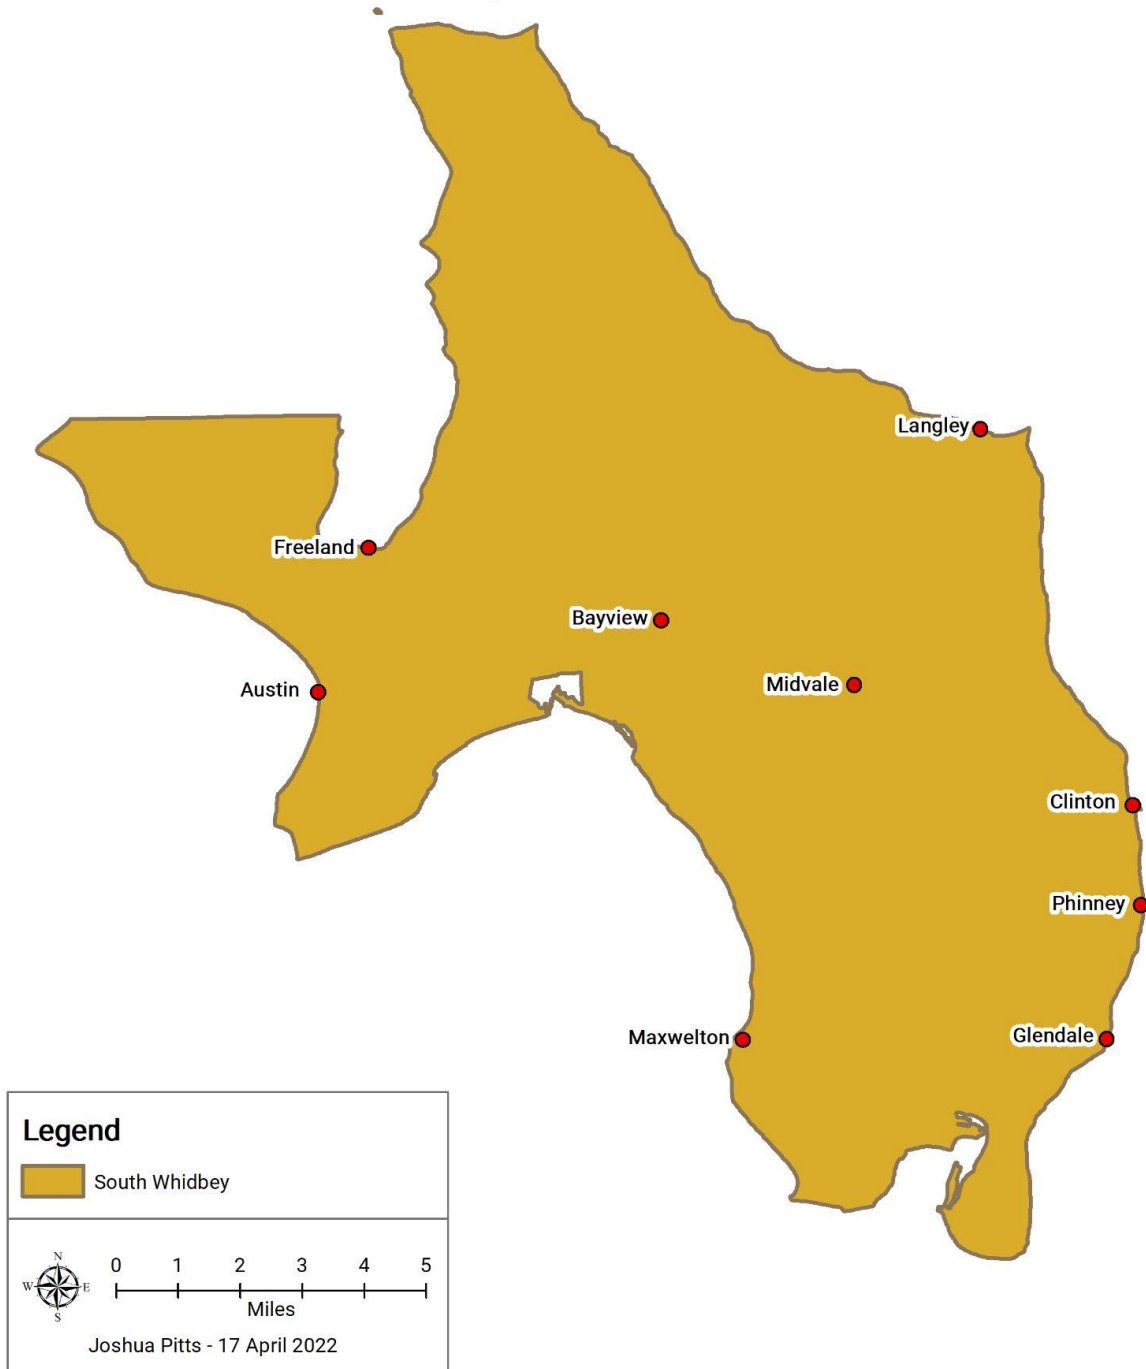 Langley
Freeland
Bayview
Midvale
Austin
Clinton
Phinney
Maxwelton
Glendale
Legend
South Whidbey
N
W E
S
0 1 2 3 4 5
Miles
Joshua Pitts - 17 April 2022